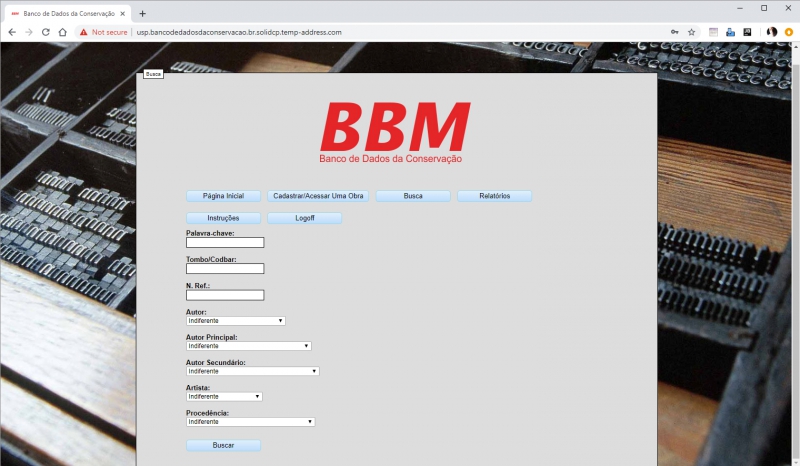 Banco de Dados da Conservação
Not secure
usp.bancodedadosdaconservacao.br.solidcp.temp-address.com
Busca
BBM
Banco de Dados da Conservação
Página Inicial
Cadastrar/Acessar Uma Obra
Busca
Relatórios
Instruções
Logoff
Palavra-chave:
Tombo/Codbar:
N. Ref.:
Autor:
Indiferente
Autor Principal:
Indiferente
Autor Secundário:
Indiferente
Artista:
Indiferente
Procedência:
Indiferente
Buscar